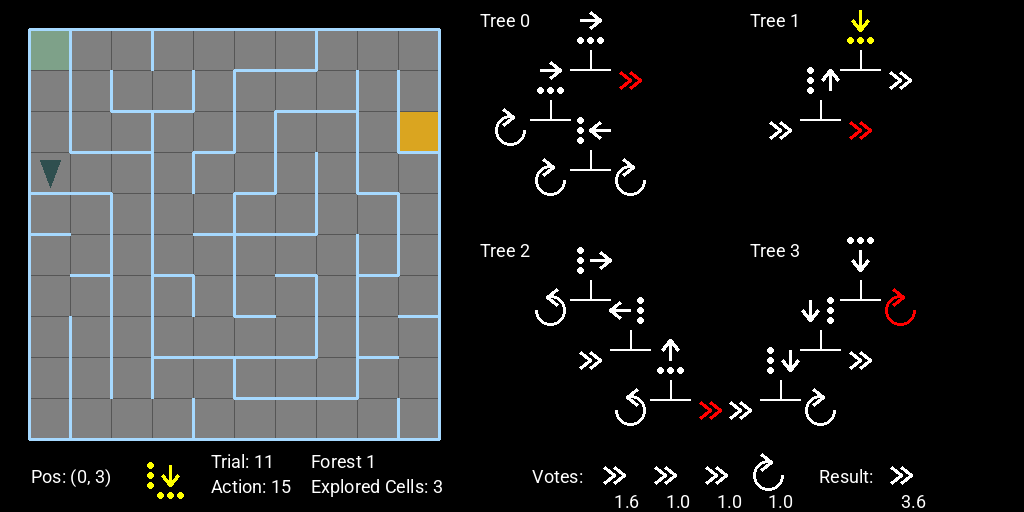 Tree 0
Tree 1
Tree 2
Tree 3
Pos: (0, 3)
Trial: 11
Forest 1
Action: 15
Explored Cells: 3
Votes:
Result:
1.6
1.0
1.0
1.0
3.6